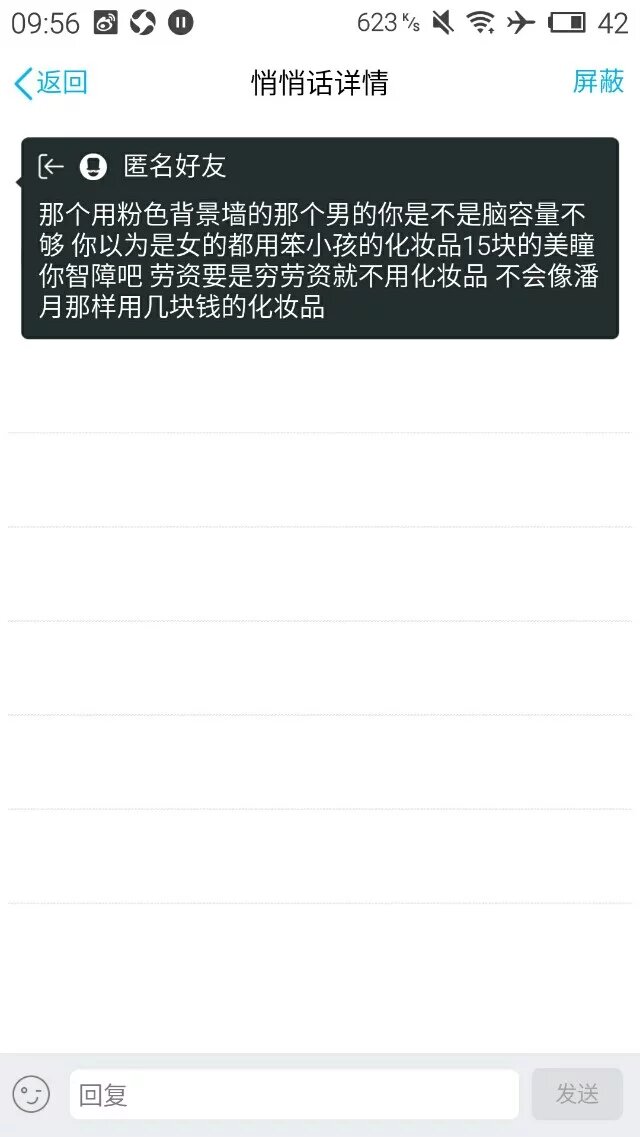 09:56 623 K/s 42
返回 悄悄话详情 屏蔽
匿名好友
那个用粉色背景墙的那个男的你是不是脑容量不
够 你以为是女的都用笨小孩的化妆品15块的美瞳
你智障吧 劳资要是穷劳资就不用化妆品 不会像潘
月那样用几块钱的化妆品
回复 发送